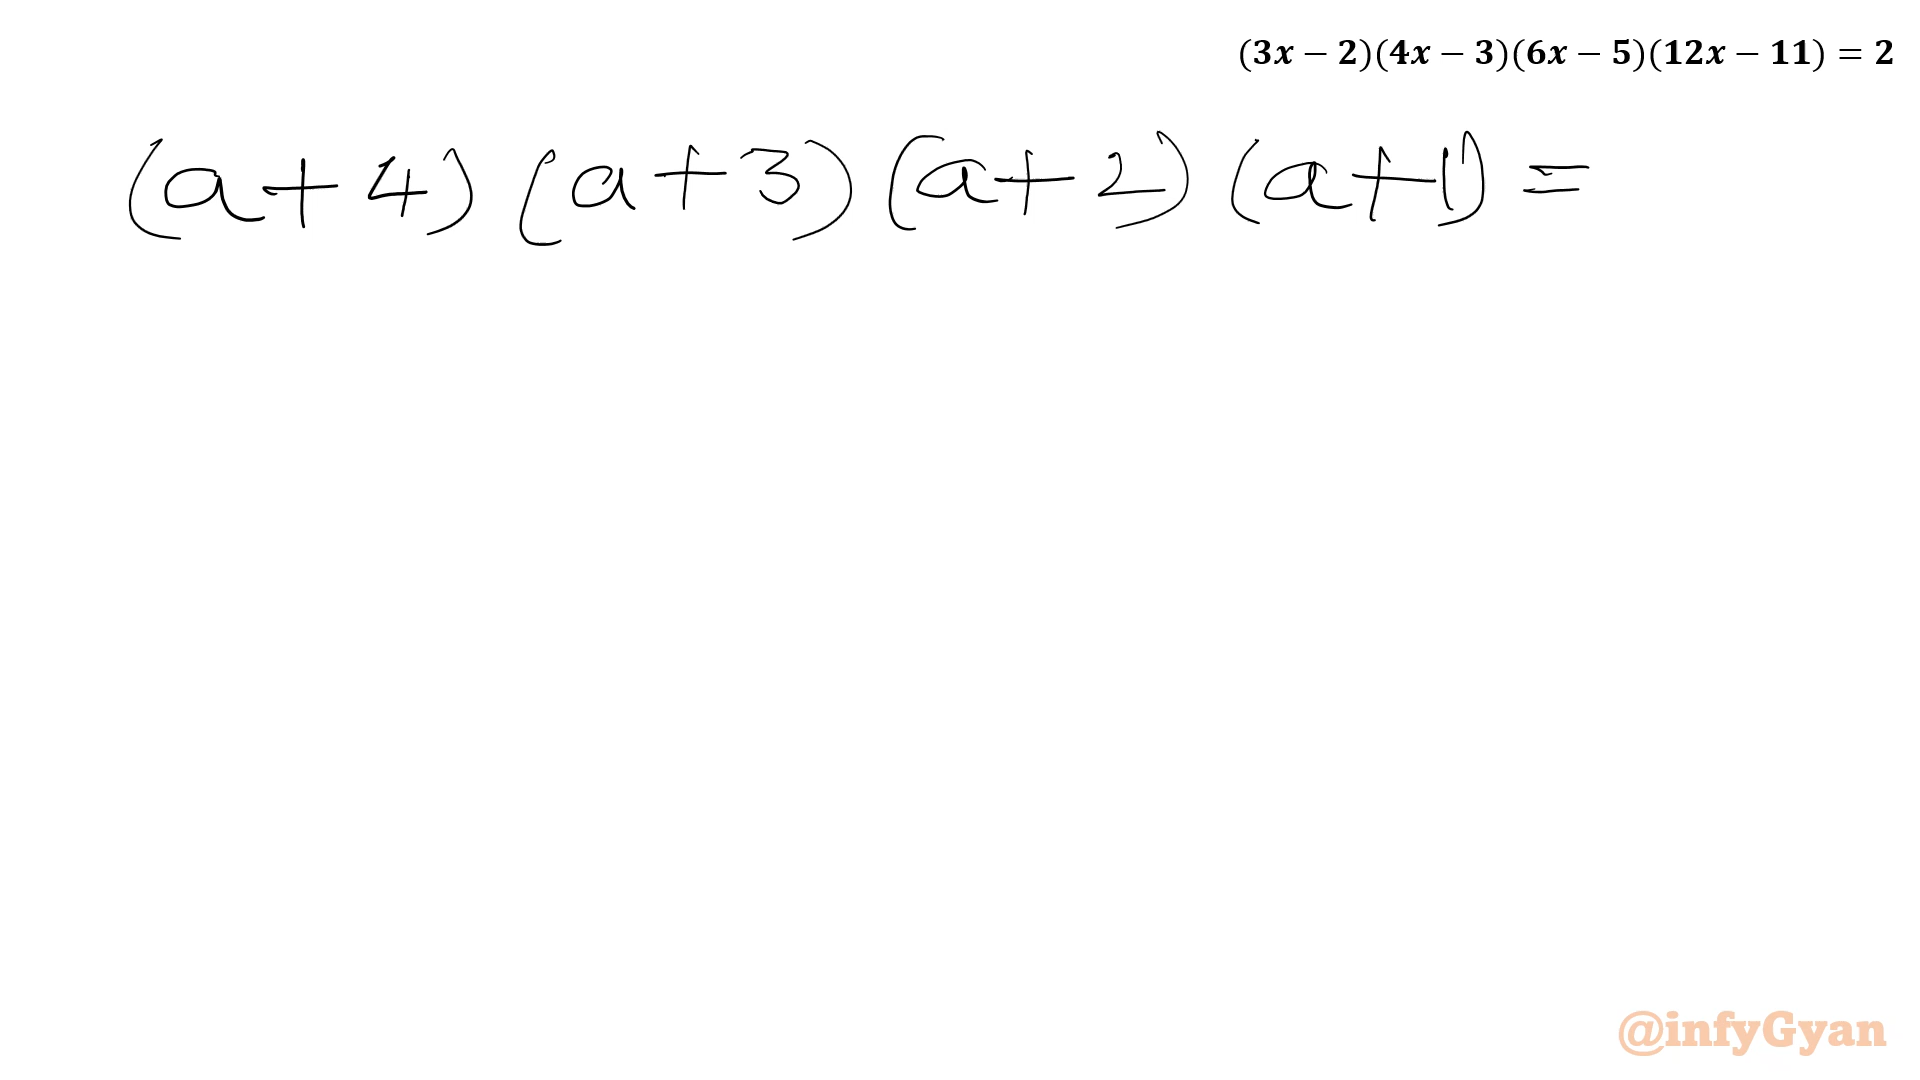 (3x − 2)(4x − 3)(6x − 5)(12x − 11) = 2
(a+4) (a+3) (a+2) (a+1) =
@infyGyan